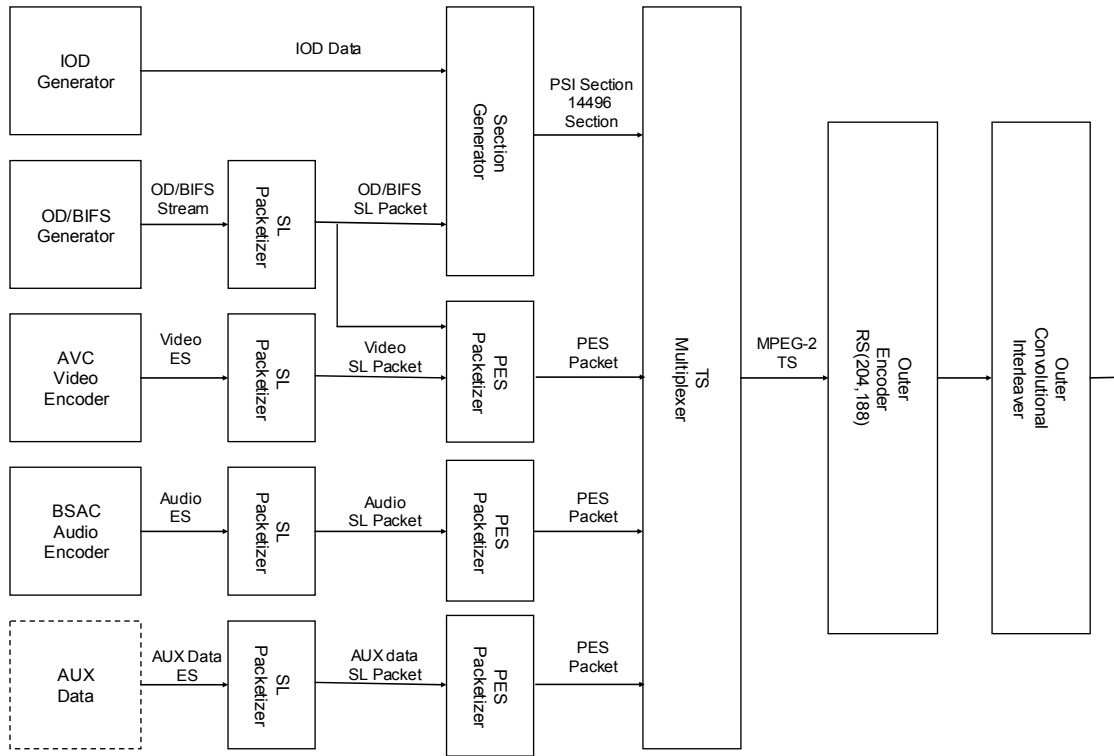 IOD
Generator
IOD Data
Section
Generator
PSI Section
14496
Section
OD/BIFS
Generator
OD/BIFS
Stream
SL
Packetizer
OD/BIFS
SL Packet
AVC
Video
Encoder
Video
ES
SL
Packetizer
Video
SL Packet
PES
Packetizer
PES
Packet
BSAC
Audio
Encoder
Audio
ES
SL
Packetizer
Audio
SL Packet
PES
Packetizer
PES
Packet
AUX
Data
AUX Data
ES
SL
Packetizer
AUX data
SL Packet
PES
Packetizer
PES
Packet
TS
Multiplexer
MPEG-2
TS
Outer
Encoder
RS(204,188)
Outer
Convolutional
Interleaver